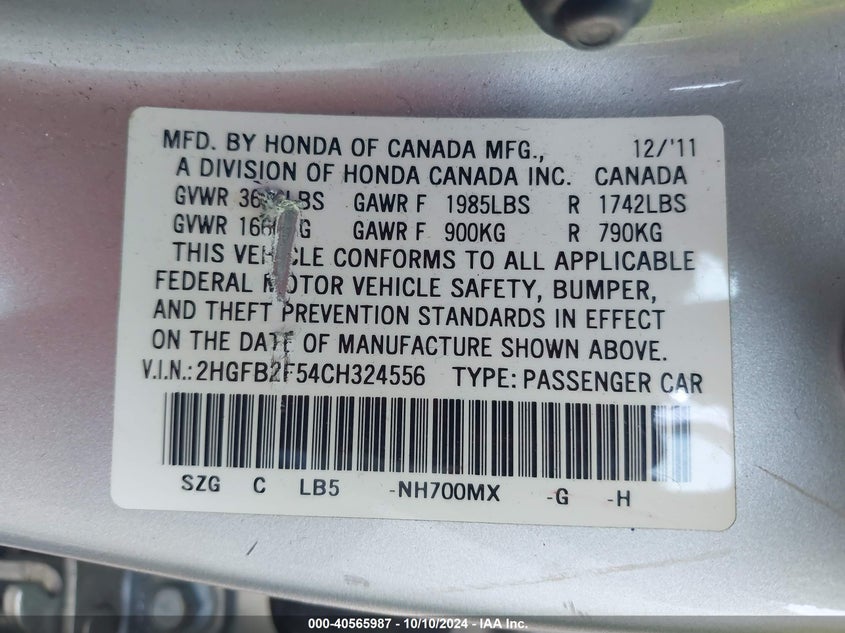 MFD. BY HONDA OF CANADA MFG., 12/'11
A DIVISION OF HONDA CANADA INC. CANADA
GVWR GAWR F 1985LBS R 1742LBS
GVWR GAWR F 900KG R 790KG
THIS VEHICLE CONFORMS TO ALL APPLICABLE
FEDERAL MOTOR VEHICLE SAFETY, BUMPER,
AND THEFT PREVENTION STANDARDS IN EFFECT
ON THE DATE OF MANUFACTURE SHOWN ABOVE.
V.I.N.: 2HGFB2F54CH324556 TYPE: PASSENGER CAR
SZG C LB5 -NH700MX -G -H
000-40565987 - 10/10/2024 - IAA Inc.